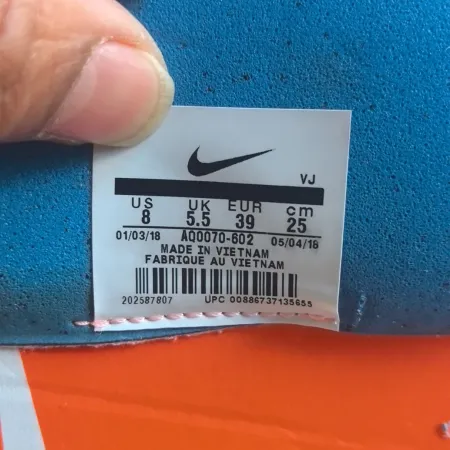 VJ
US UK EUR cm
8 5.5 39 25
01/03/18 AQ0070-602 05/04/18
MADE IN VIETNAM
FABRIQUE AU VIETNAM
202587807 UPC 00886737135655